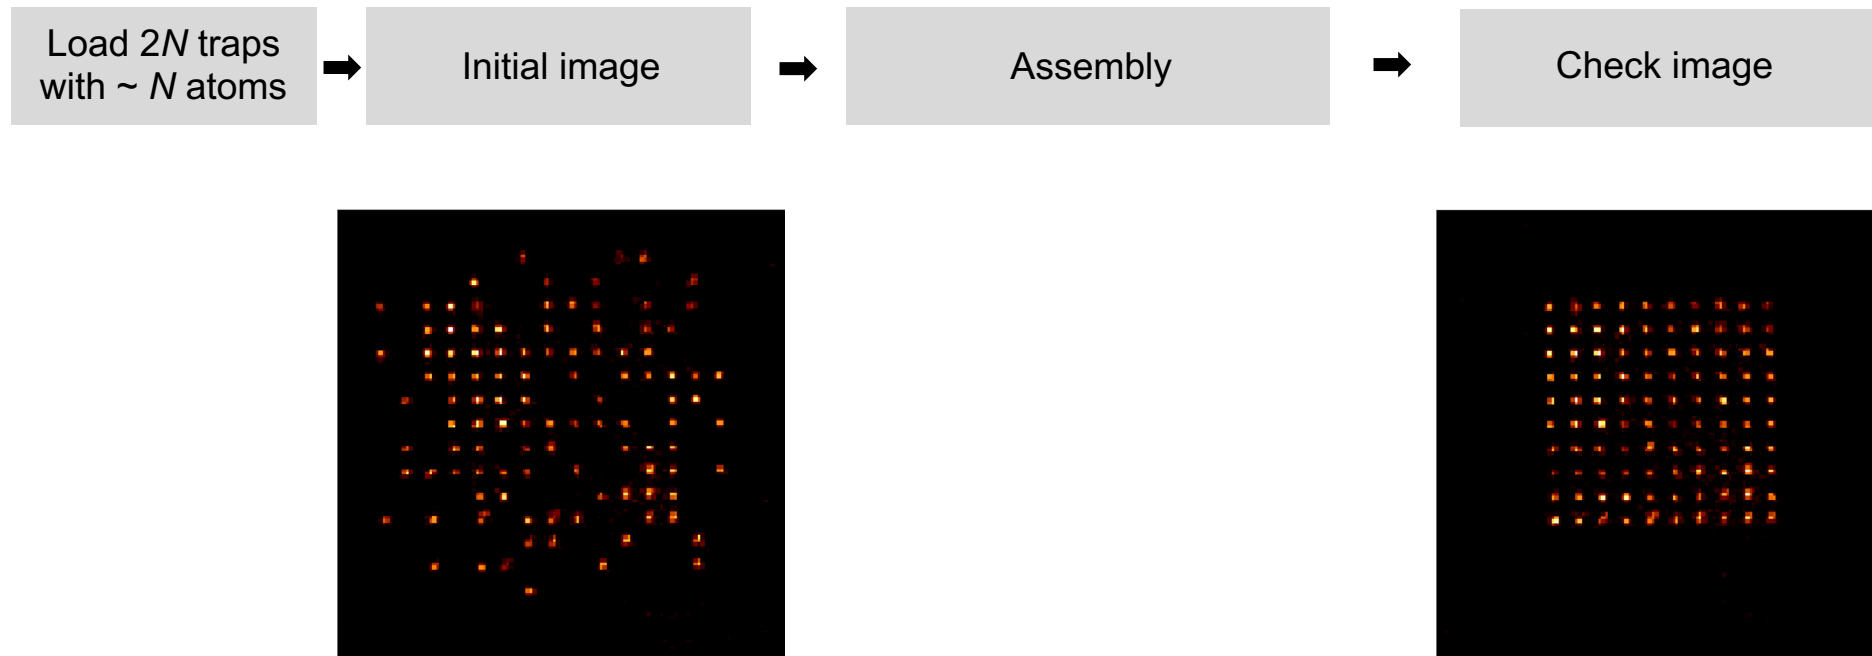 Load 2N traps
with ~ N atoms
Initial image
Assembly
Check image